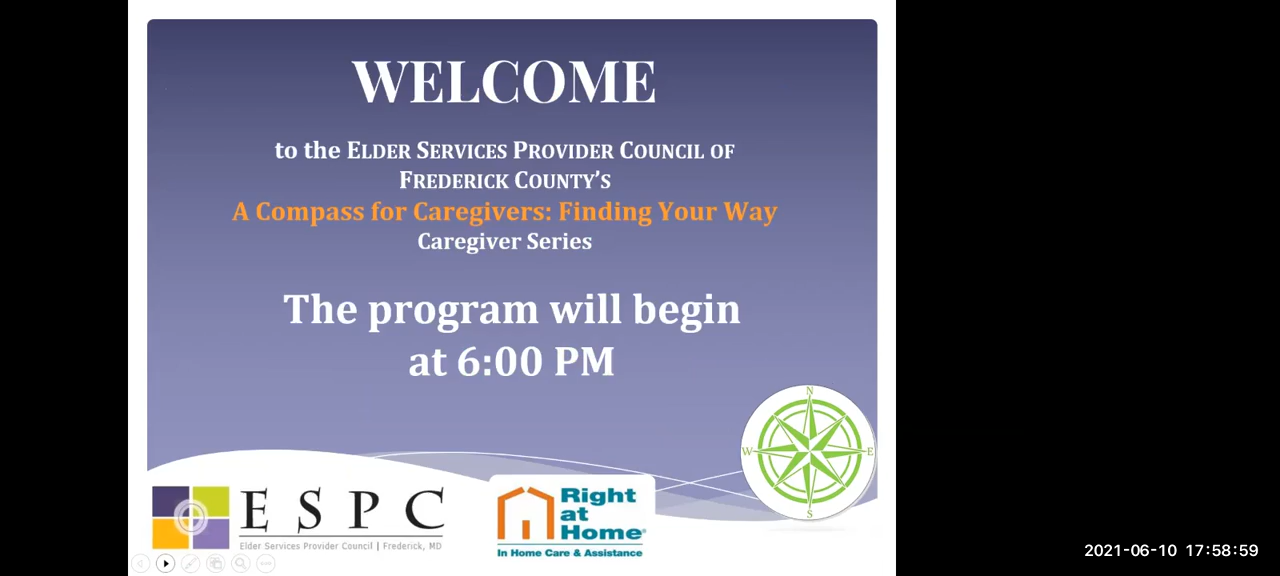 WELCOME
to the ELDER SERVICES PROVIDER COUNCIL OF
FREDERICK COUNTY'S
A Compass for Caregivers: Finding Your Way
Caregiver Series
The program will begin
at 6:00 PM
N
W
E
S
ESPC
Elder Services Provider Council | Frederick, MD
Right
at
Home®
In Home Care & Assistance
2021-06-10 17:58:59